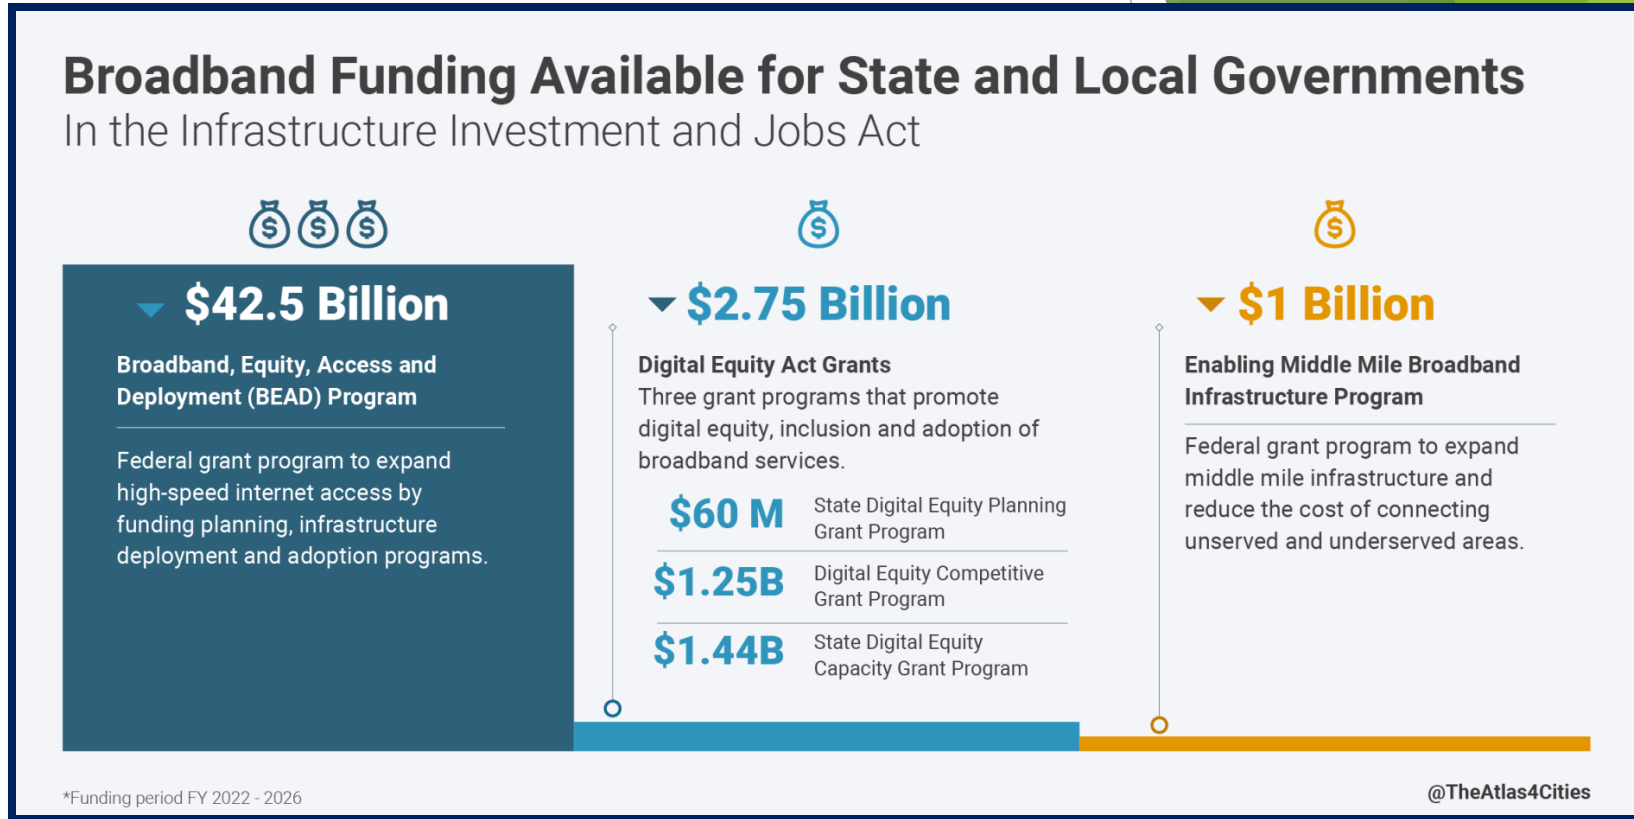 Broadband Funding Available for State and Local Governments
In the Infrastructure Investment and Jobs Act
$ $ $
$42.5 Billion
Broadband, Equity, Access and
Deployment (BEAD) Program
Federal grant program to expand
high-speed internet access by
funding planning, infrastructure
deployment and adoption programs.
$
$2.75 Billion
Digital Equity Act Grants
Three grant programs that promote
digital equity, inclusion and adoption of
broadband services.
$60 M
State Digital Equity Planning
Grant Program
$1.25B
Digital Equity Competitive
Grant Program
$1.44B
State Digital Equity
Capacity Grant Program
$
$1 Billion
Enabling Middle Mile Broadband
Infrastructure Program
Federal grant program to expand
middle mile infrastructure and
reduce the cost of connecting
unserved and underserved areas.
*Funding period FY 2022 - 2026
@TheAtlas4Cities